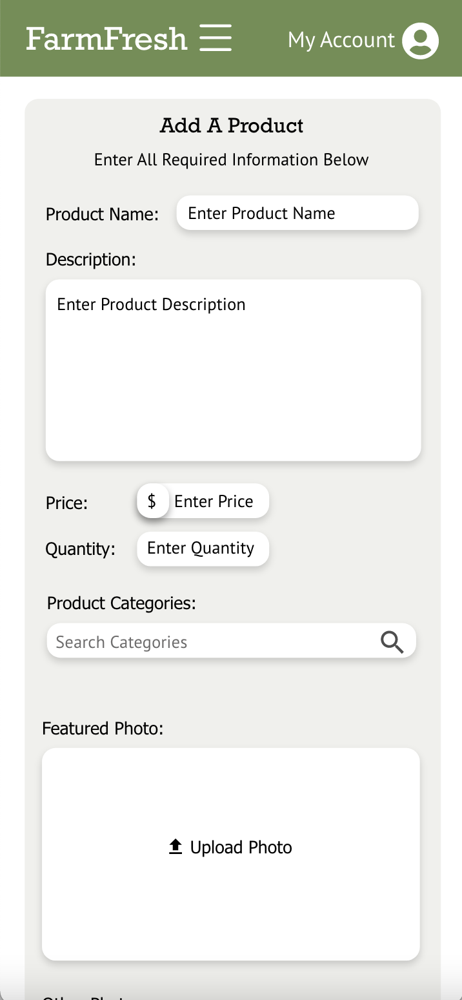 FarmFresh My Account
Add A Product
Enter All Required Information Below
Product Name: Enter Product Name
Description:
Enter Product Description
Price: $ Enter Price
Quantity: Enter Quantity
Product Categories:
Search Categories
Featured Photo:
Upload Photo